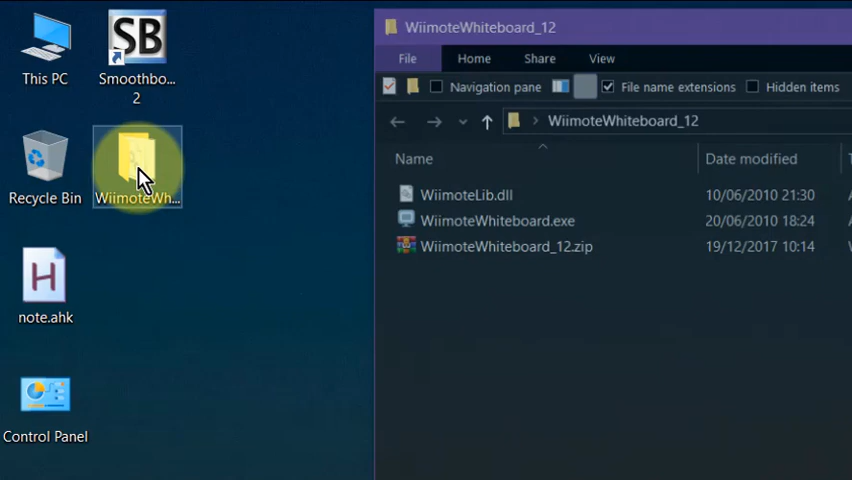 This PC
SB
Smoothbo...
2
Recycle Bin
WiimoteWh...
H
note.ahk
Control Panel
WiimoteWhiteboard_12
File Home Share View
Navigation pane File name extensions Hidden items
WiimoteWhiteboard_12
Name Date modified
WiimoteLib.dll 10/06/2010 21:30
WiimoteWhiteboard.exe 20/06/2010 18:24
WiimoteWhiteboard_12.zip 19/12/2017 10:14